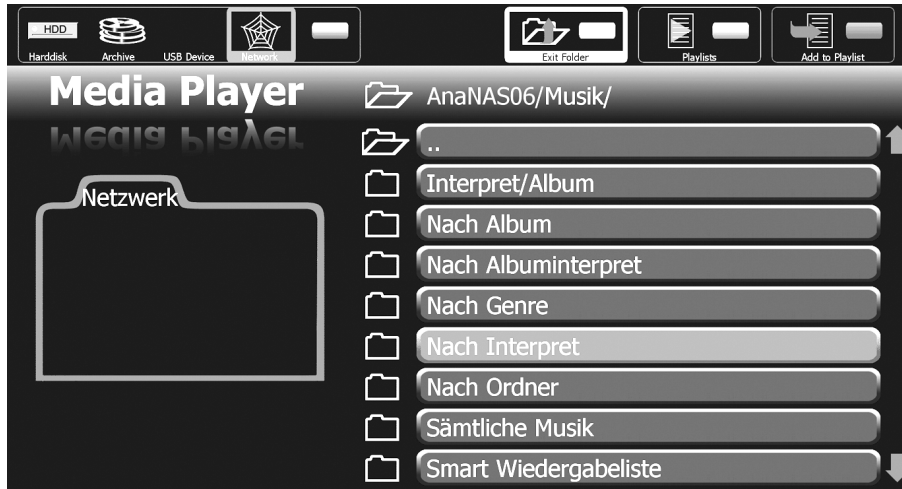 HDD
Harddisk Archive USB Device Network Exit Folder Playlists Add to Playlist
Media Player
AnaNAS06/Musik/
..
Netzwerk
Interpret/Album
Nach Album
Nach Albuminterpret
Nach Genre
Nach Interpret
Nach Ordner
Sämtliche Musik
Smart Wiedergabeliste